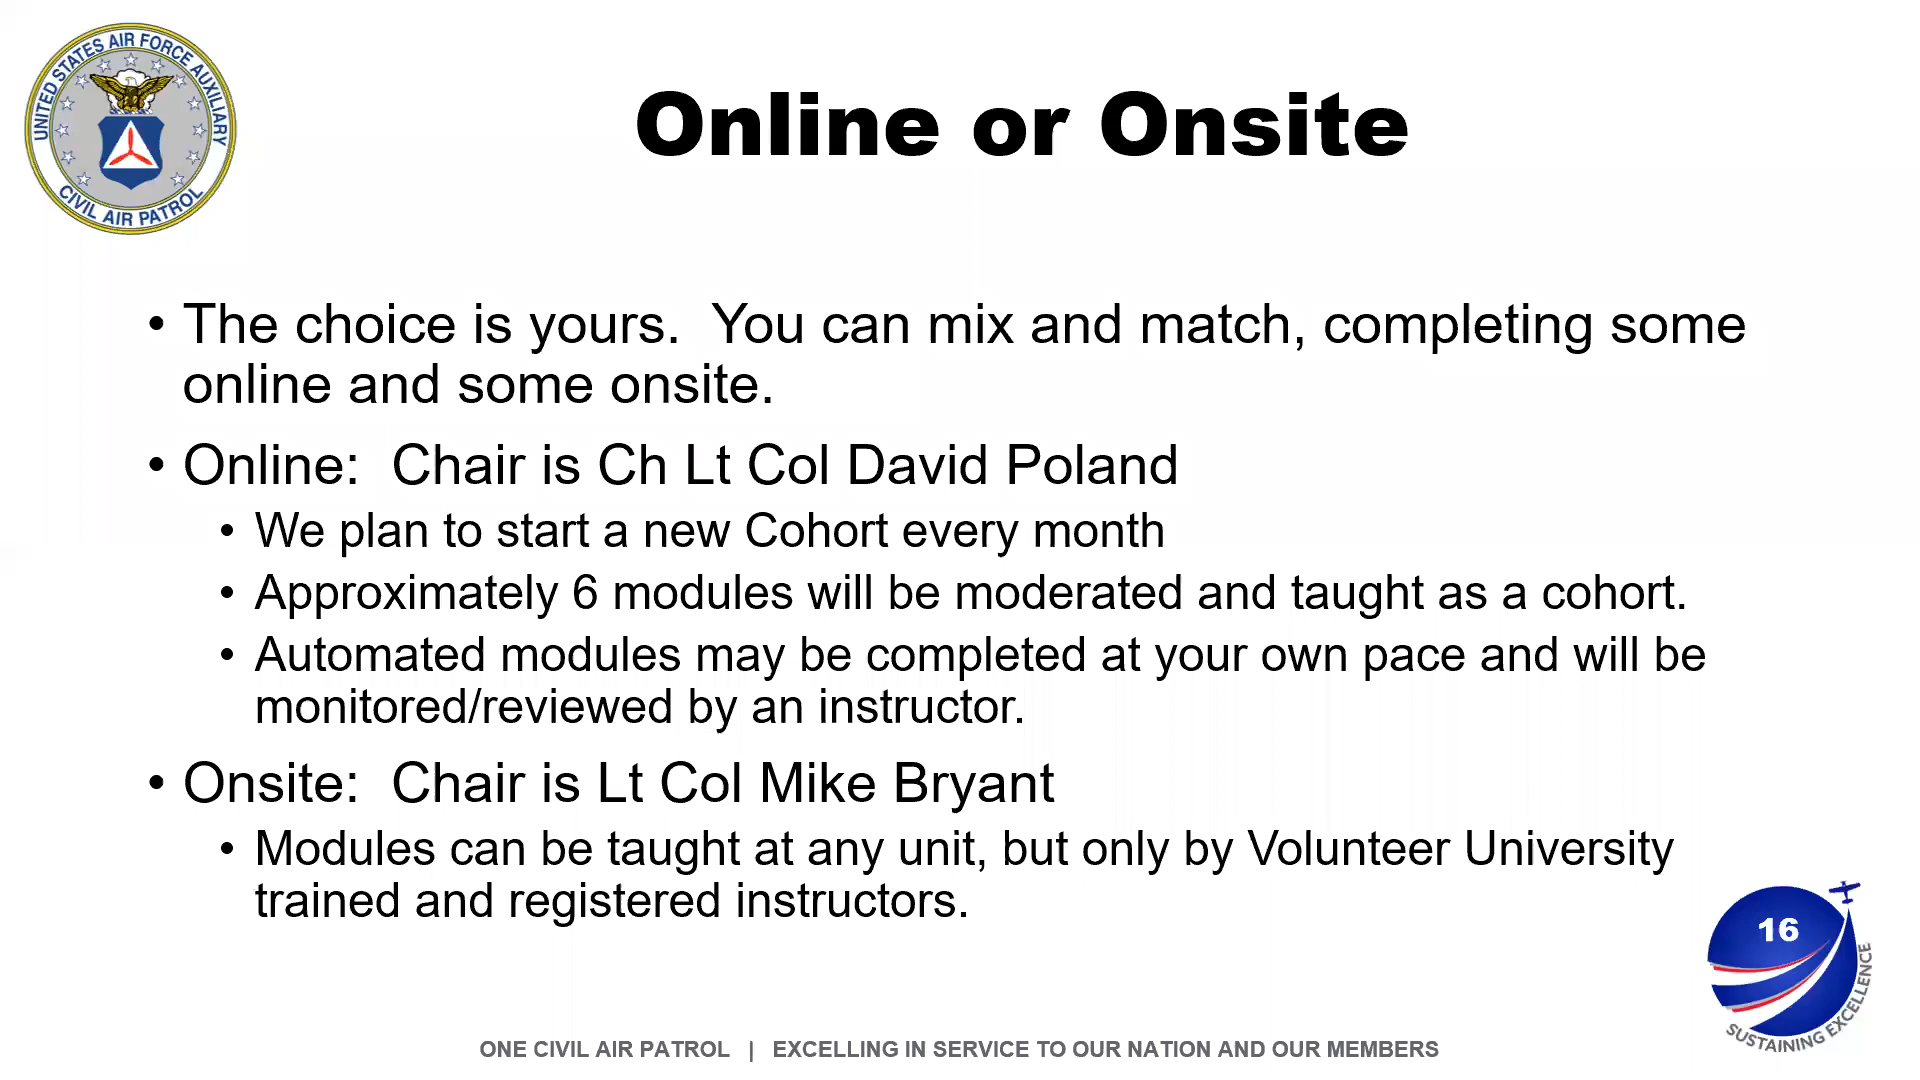 UNITED STATES AIR FORCE AUXILIARY
CIVIL AIR PATROL
Online or Onsite
• The choice is yours.  You can mix and match, completing some
online and some onsite.
• Online:  Chair is Ch Lt Col David Poland
• We plan to start a new Cohort every month
• Approximately 6 modules will be moderated and taught as a cohort.
• Automated modules may be completed at your own pace and will be
monitored/reviewed by an instructor.
• Onsite:  Chair is Lt Col Mike Bryant
• Modules can be taught at any unit, but only by Volunteer University
trained and registered instructors.
16
SUSTAINING EXCELLENCE
ONE CIVIL AIR PATROL | EXCELLING IN SERVICE TO OUR NATION AND OUR MEMBERS